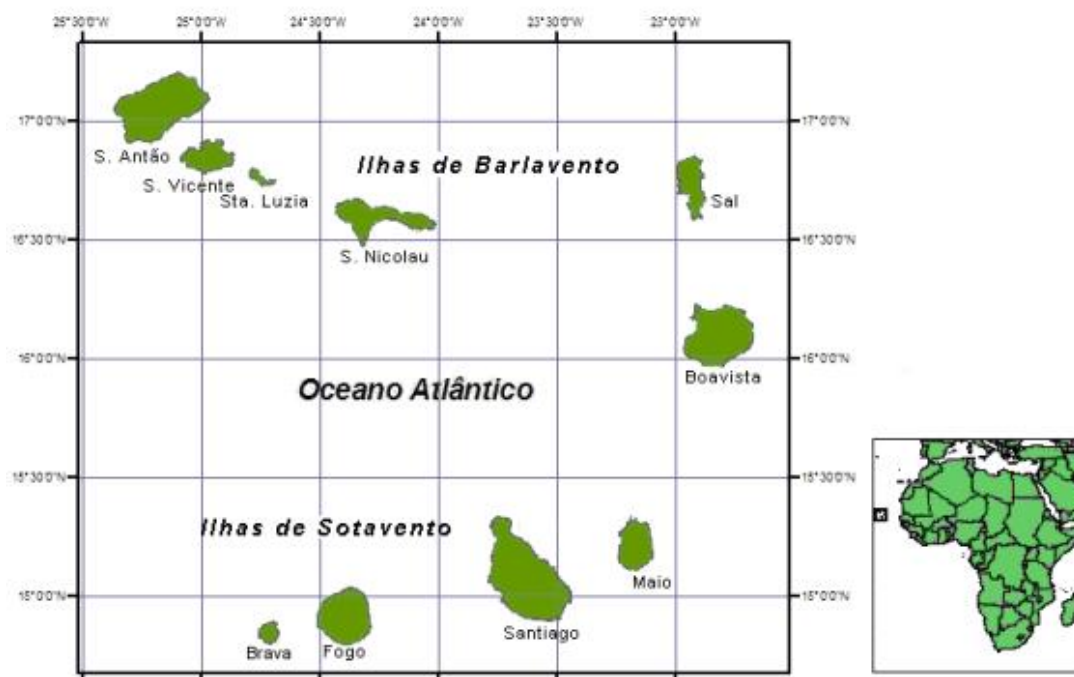 25°30'0"W 25°0'0"W 24°30'0"W 24°0'0"W 23°30'0"W 23°0'0"W
17°0'0"N 17°0'0"N
S. Antão
Ilhas de Barlavento
S. Vicente
Sta. Luzia
Sal
16°30'0"N 16°30'0"N
S. Nicolau
16°0'0"N 16°0'0"N
Boavista
Oceano Atlântico
15°30'0"N 15°30'0"N
Ilhas de Sotavento
Maio
15°0'0"N 15°0'0"N
Santiago
Brava
Fogo